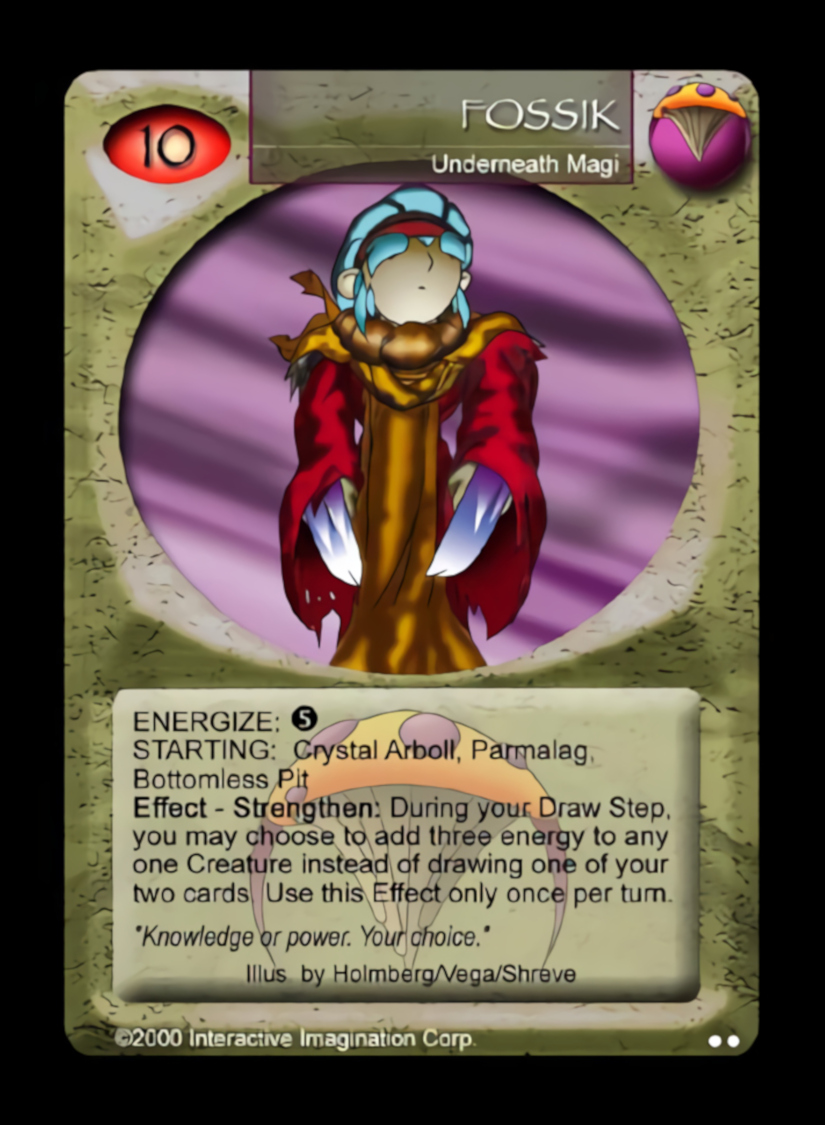 10
FOSSIK
Underneath Magi
ENERGIZE: 5
STARTING: Crystal Arboll, Parmalag,
Bottomless Pit
Effect - Strengthen: During your Draw Step,
you may choose to add three energy to any
one Creature instead of drawing one of your
two cards. Use this Effect only once per turn.
"Knowledge or power. Your choice."
Illus. by Holmberg/Vega/Shreve
©2000 Interactive Imagination Corp.